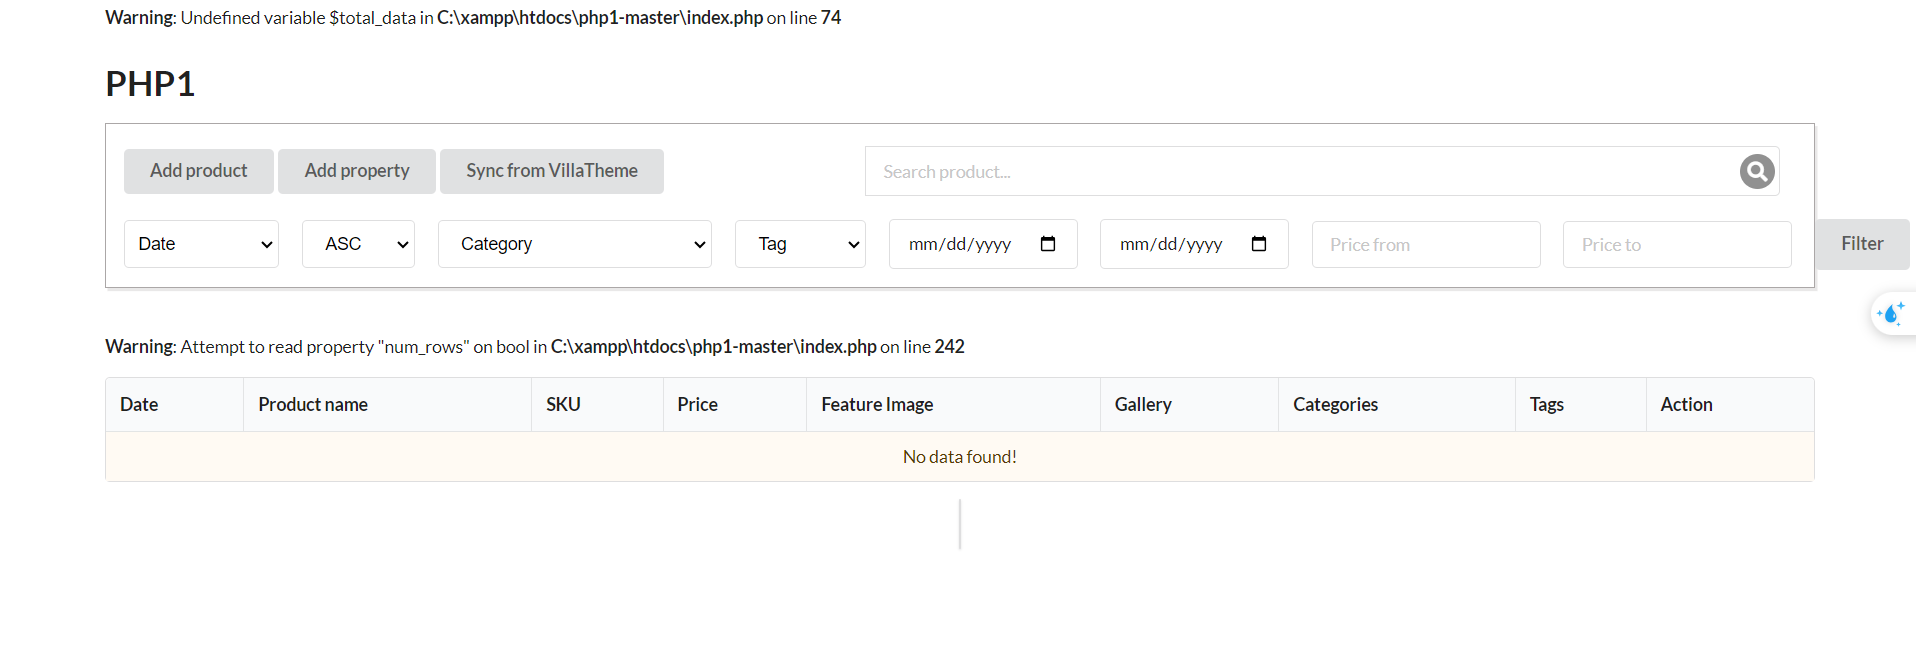 Warning: Undefined variable $total_data in C:\xampp\htdocs\php1-master\index.php on line 74
PHP1
Add product Add property Sync from VillaTheme Search product...
Date ASC Category Tag mm/dd/yyyy mm/dd/yyyy Price from Price to Filter
Warning: Attempt to read property "num_rows" on bool in C:\xampp\htdocs\php1-master\index.php on line 242
Date Product name SKU Price Feature Image Gallery Categories Tags Action
No data found!